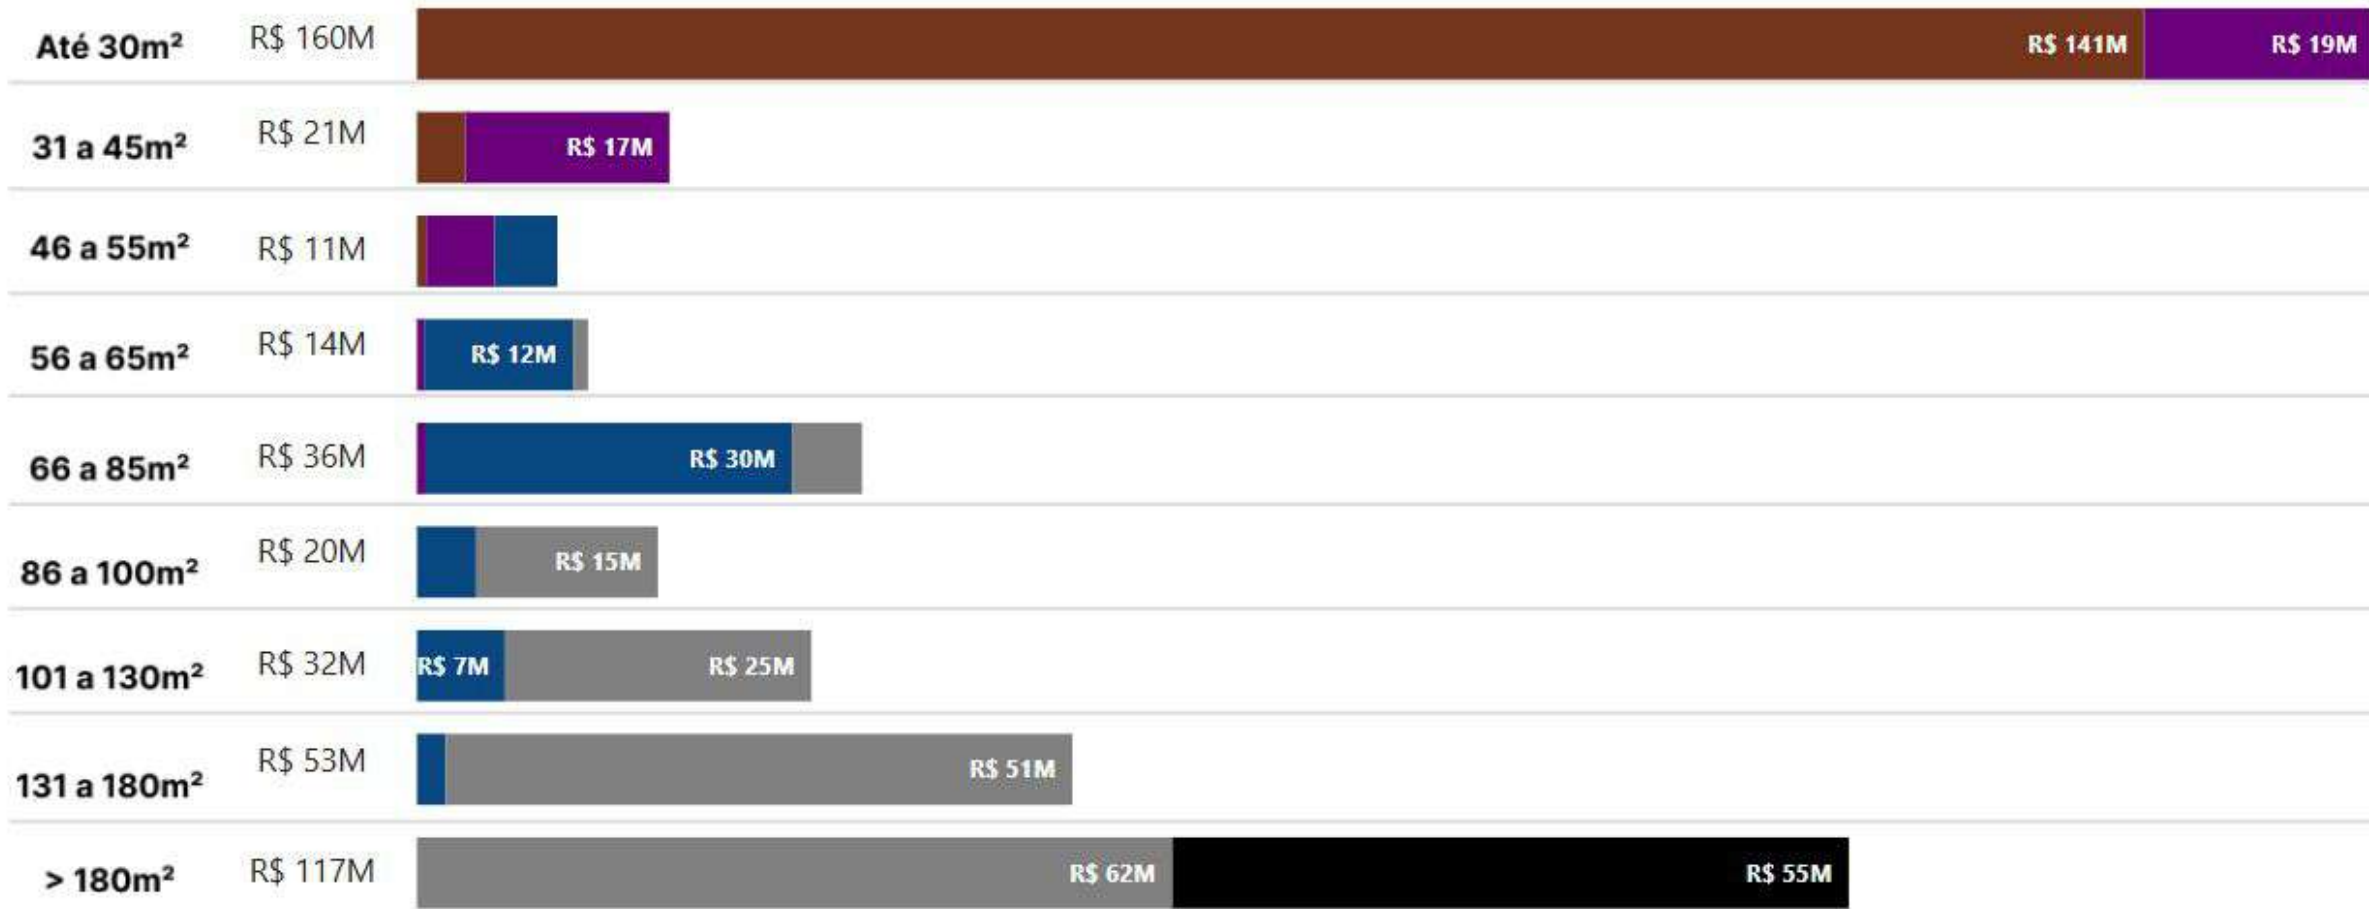 Até 30m² R$ 160M R$ 141M R$ 19M
31 a 45m² R$ 21M R$ 17M
46 a 55m² R$ 11M
56 a 65m² R$ 14M R$ 12M
66 a 85m² R$ 36M R$ 30M
86 a 100m² R$ 20M R$ 15M
101 a 130m² R$ 32M R$ 7M R$ 25M
131 a 180m² R$ 53M R$ 51M
> 180m² R$ 117M R$ 62M R$ 55M